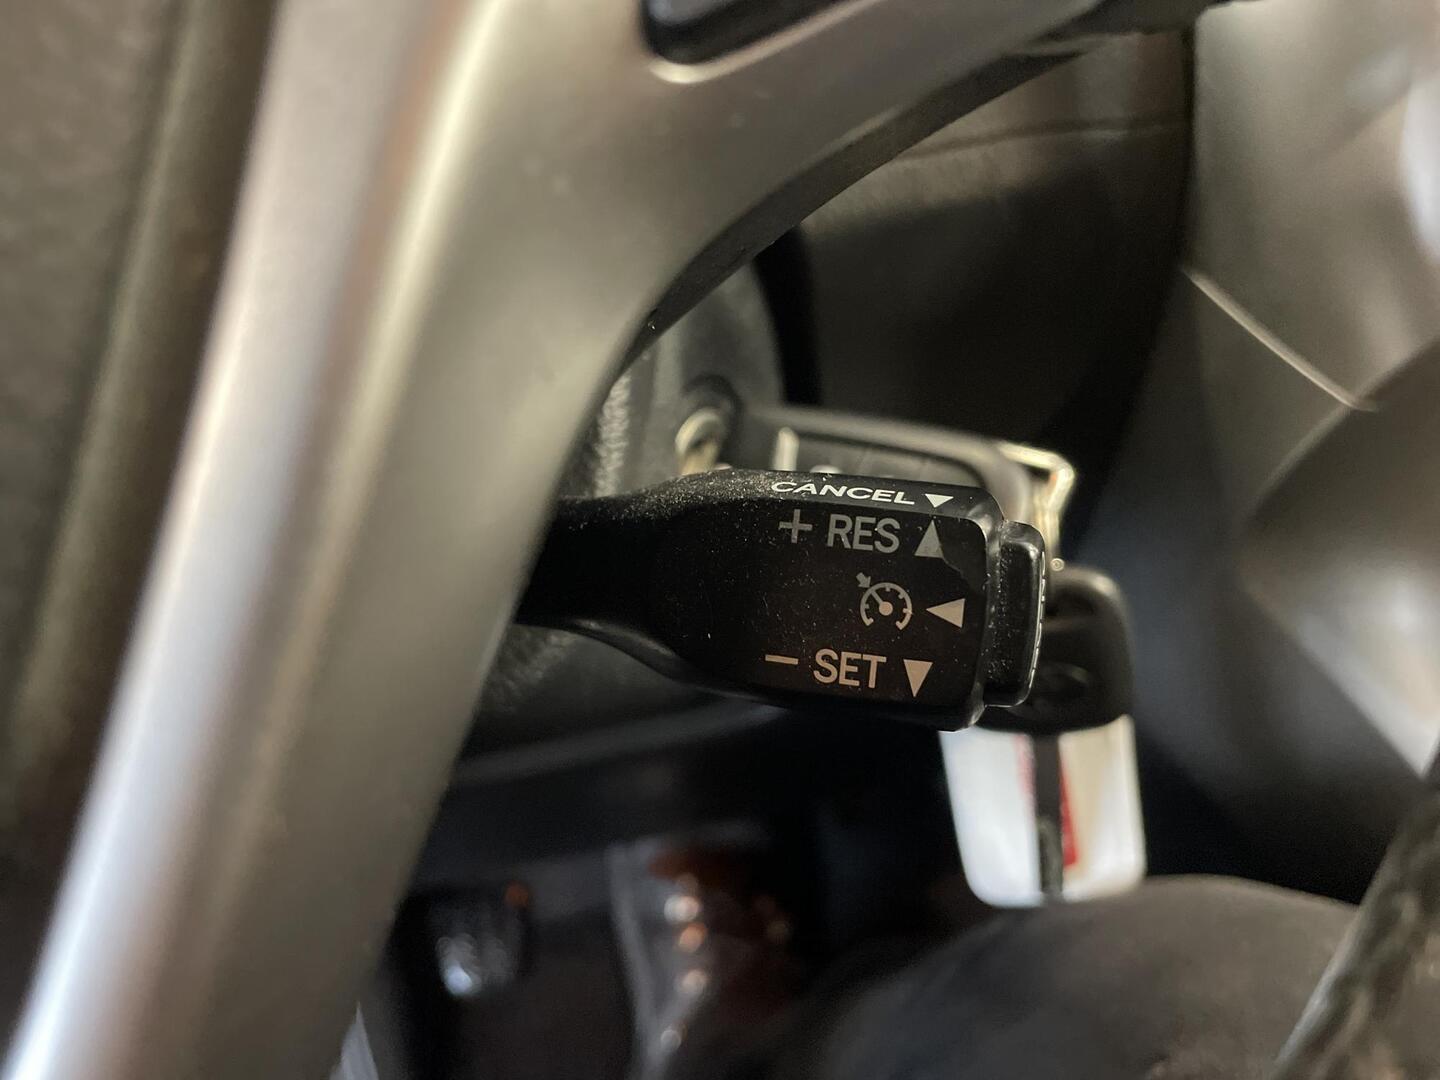 CANCEL ▼
+ RES ▲
◀
− SET ▼